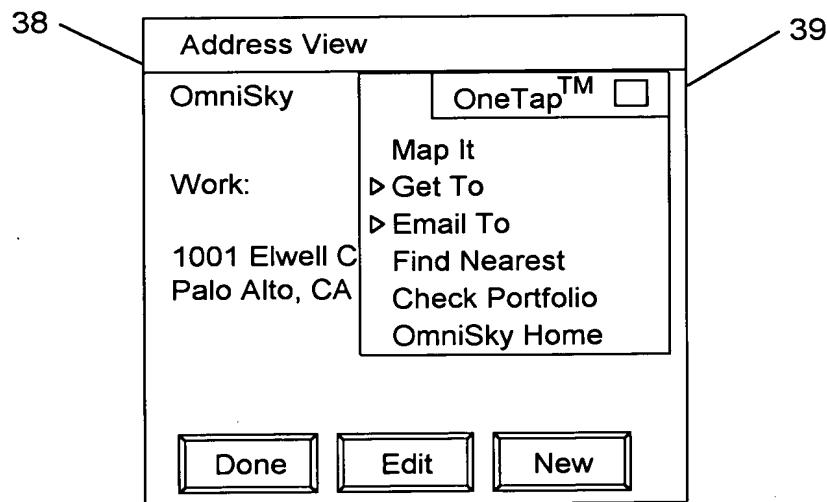 38
39
Address View
OmniSky
OneTap™
Map It
Work:
Get To
Email To
1001 Elwell C
Find Nearest
Palo Alto, CA
Check Portfolio
OmniSky Home
Done
Edit
New